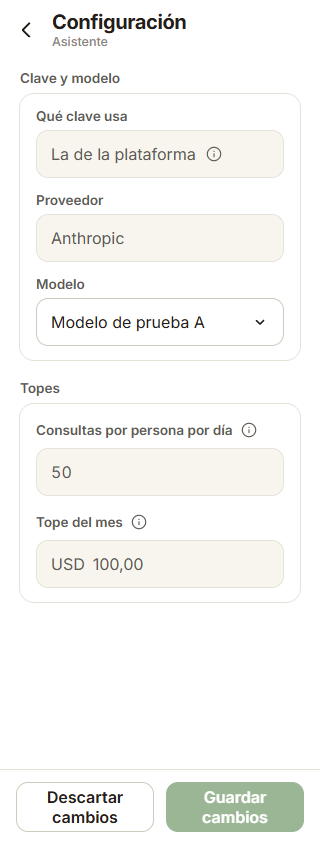 Configuración
Asistente
Clave y modelo
Qué clave usa
La de la plataforma
Proveedor
Anthropic
Modelo
Modelo de prueba A
Topes
Consultas por persona por día
50
Tope del mes
USD 100,00
Descartar
cambios
Guardar
cambios